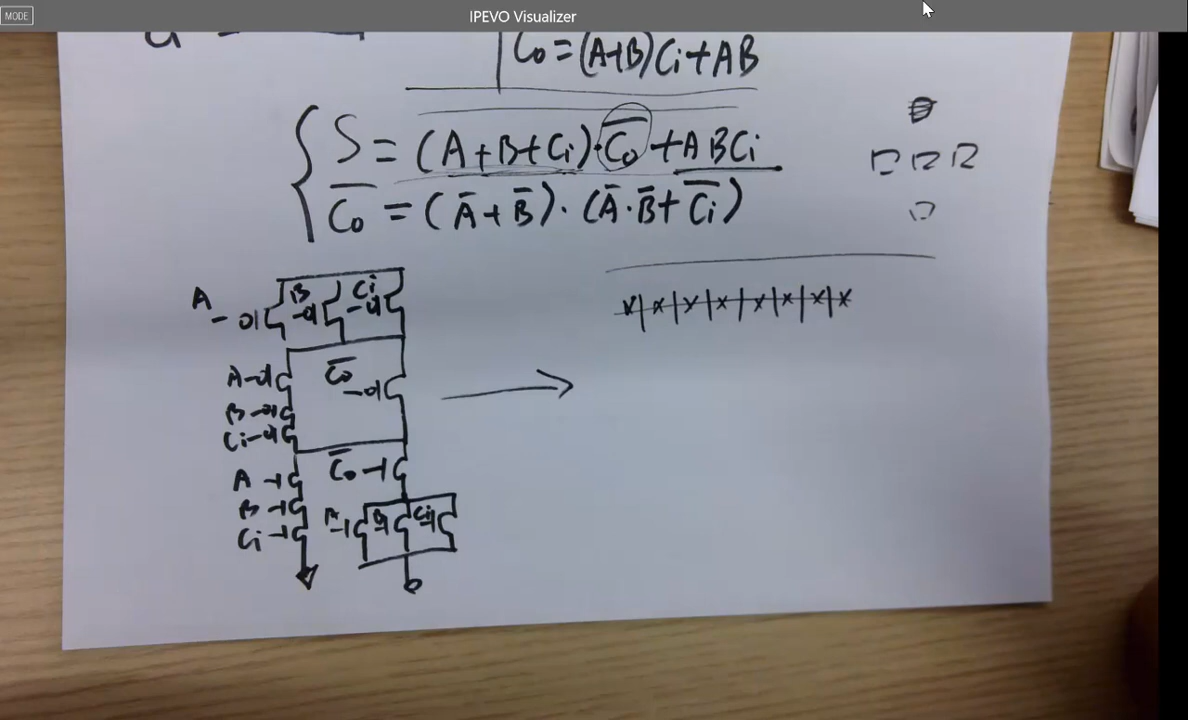 MODE
IPEVO Visualizer
Co=(A+B)Ci+AB
S = (A+B+Ci)·C̅o̅ + ABCi
C̅o̅ = (A̅+B̅)·(A̅·B̅+C̅i̅)
A B Ci
A C̅o̅
B
Ci
A C̅o̅
B A B Ci
Ci